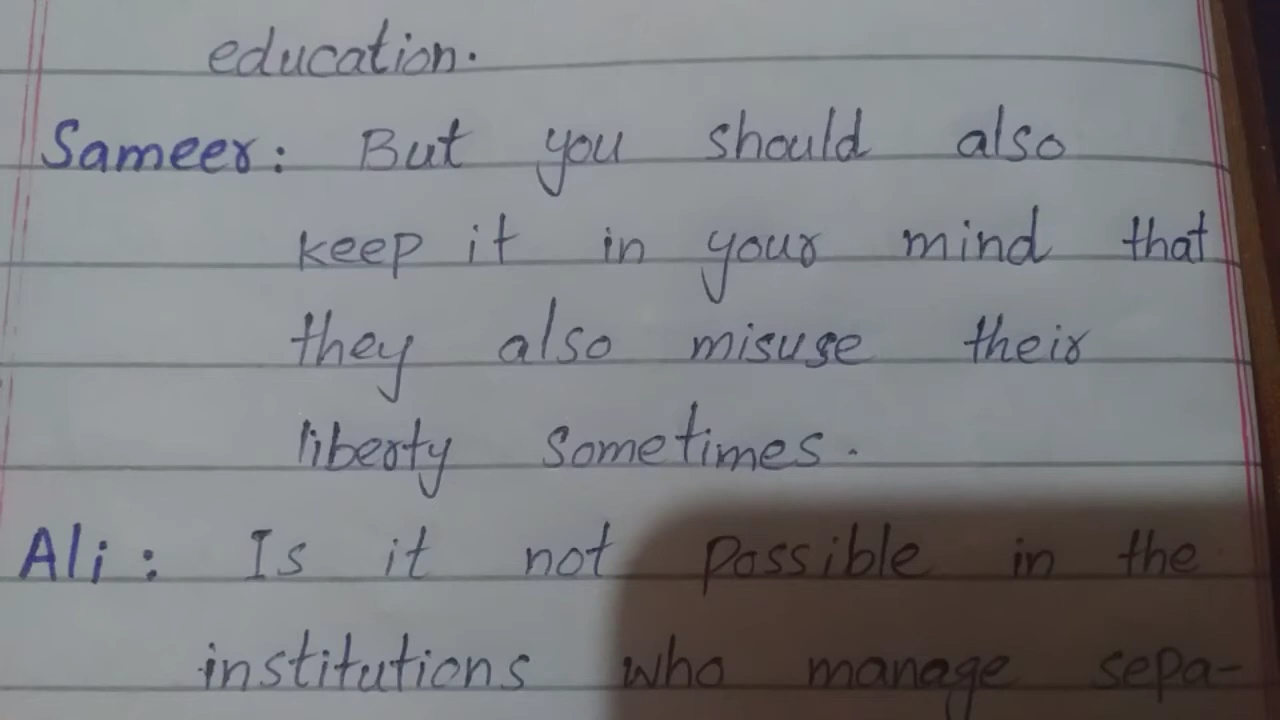 education.
Sameer: But you should also
keep it in your mind that
they also misuse their
liberty sometimes.
Ali: Is it not possible in the
institutions who manage sepa-